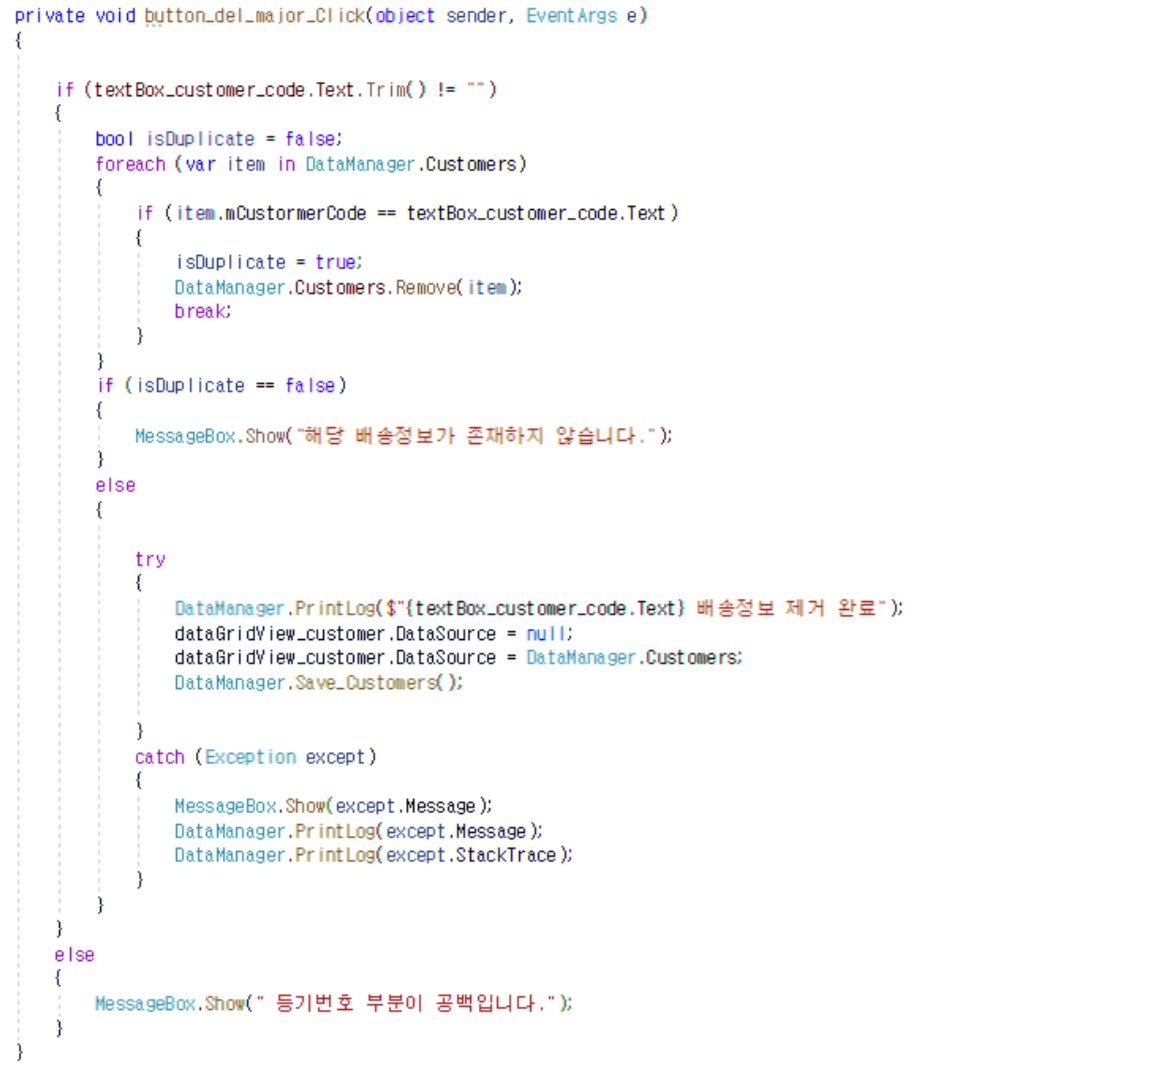 private void button_del_major_Click(object sender, EventArgs e)
{
if (textBox_customer_code.Text.Trim() != "")
{
bool isDuplicate = false;
foreach (var item in DataManager.Customers)
{
if (item.mCustormerCode == textBox_customer_code.Text)
{
isDuplicate = true;
DataManager.Customers.Remove(item);
break;
}
}
if (isDuplicate == false)
{
MessageBox.Show("해당 배송정보가 존재하지 않습니다.");
}
else
{
try
{
DataManager.PrintLog($"{textBox_customer_code.Text} 배송정보 제거 완료");
dataGridView_customer.DataSource = null;
dataGridView_customer.DataSource = DataManager.Customers;
DataManager.Save_Customers();
}
catch (Exception except)
{
MessageBox.Show(except.Message);
DataManager.PrintLog(except.Message);
DataManager.PrintLog(except.StackTrace);
}
}
}
else
{
MessageBox.Show(" 등기번호 부분이 공백입니다.");
}
}